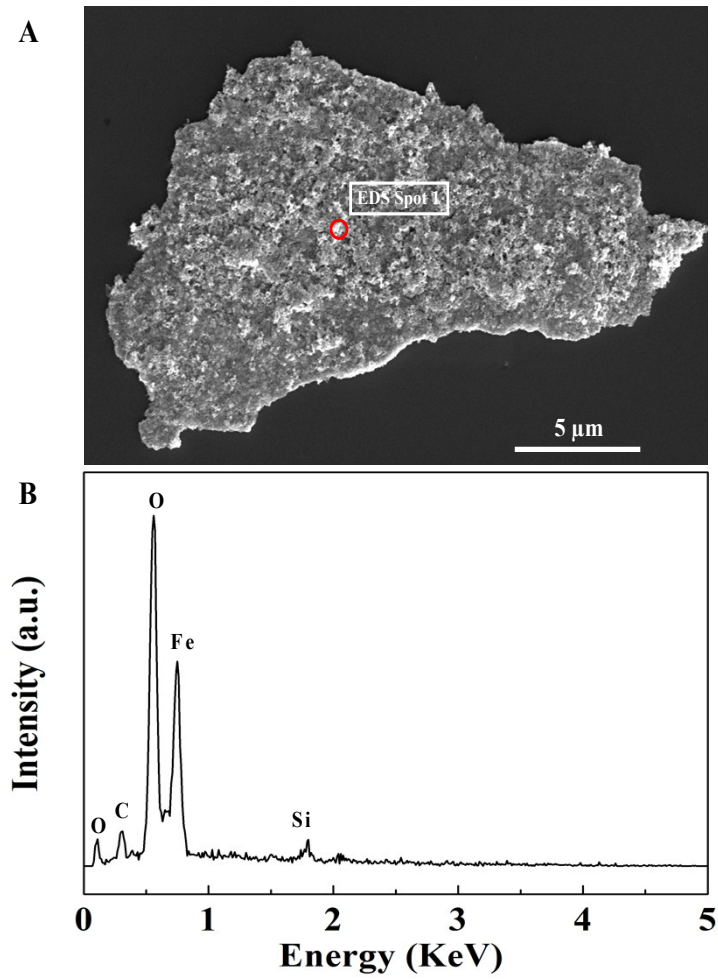 A
EDS Spot 1
5 μm
B
O
Fe
O
C
Si
Intensity (a.u.)
0 1 2 3 4 5
Energy (KeV)